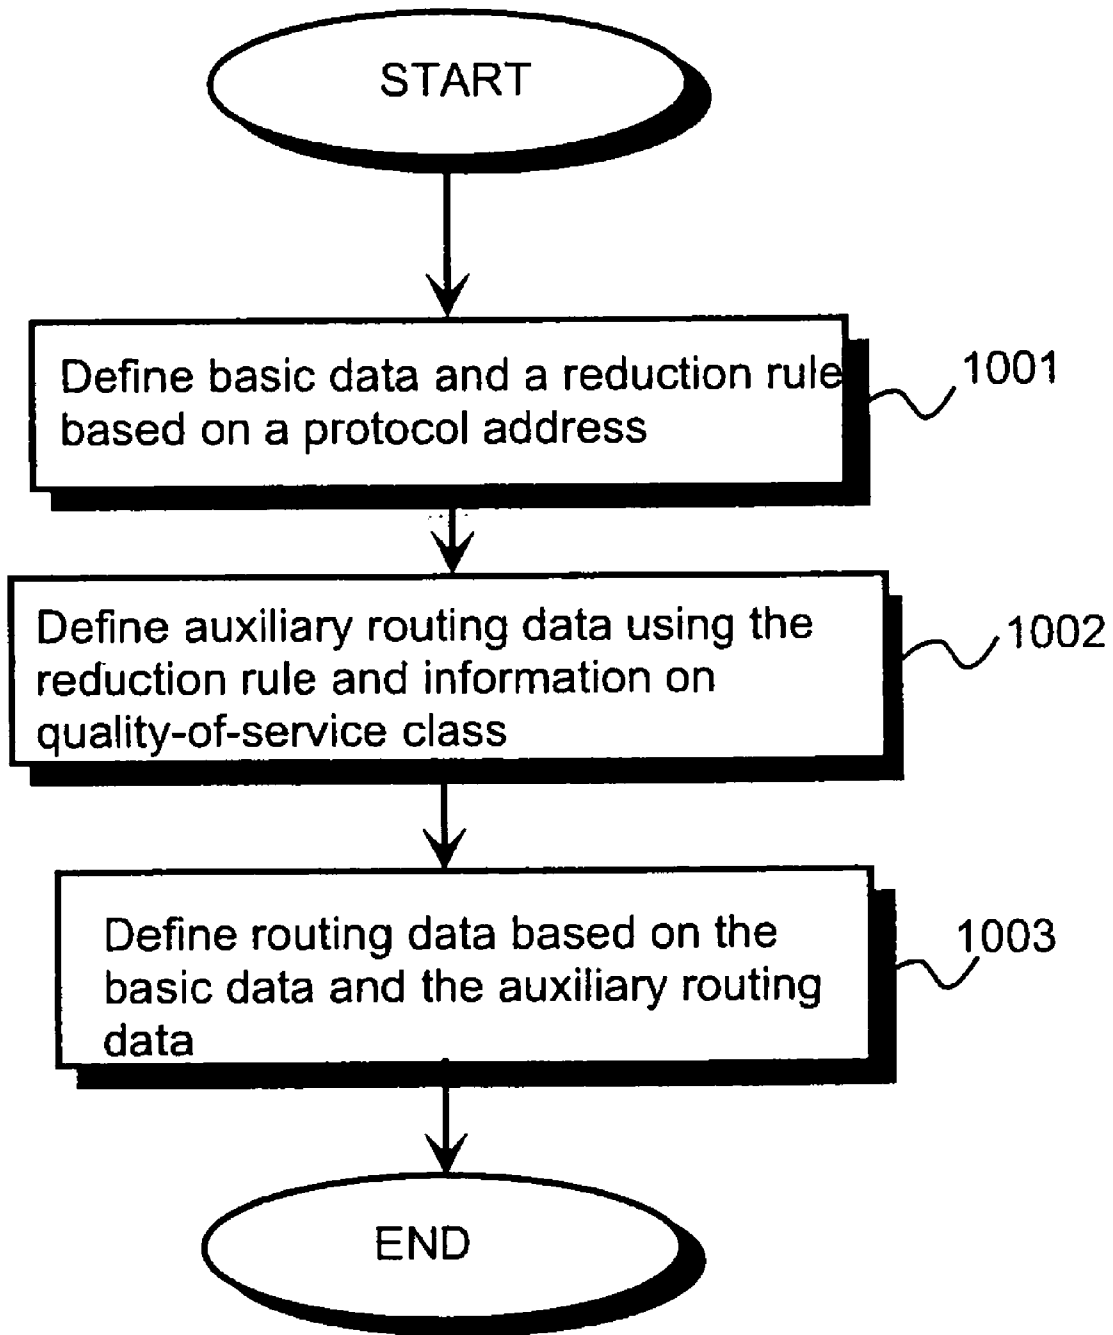 START
Define basic data and a reduction rule
based on a protocol address
1001
Define auxiliary routing data using the
reduction rule and information on
quality-of-service class
1002
Define routing data based on the
basic data and the auxiliary routing
data
1003
END